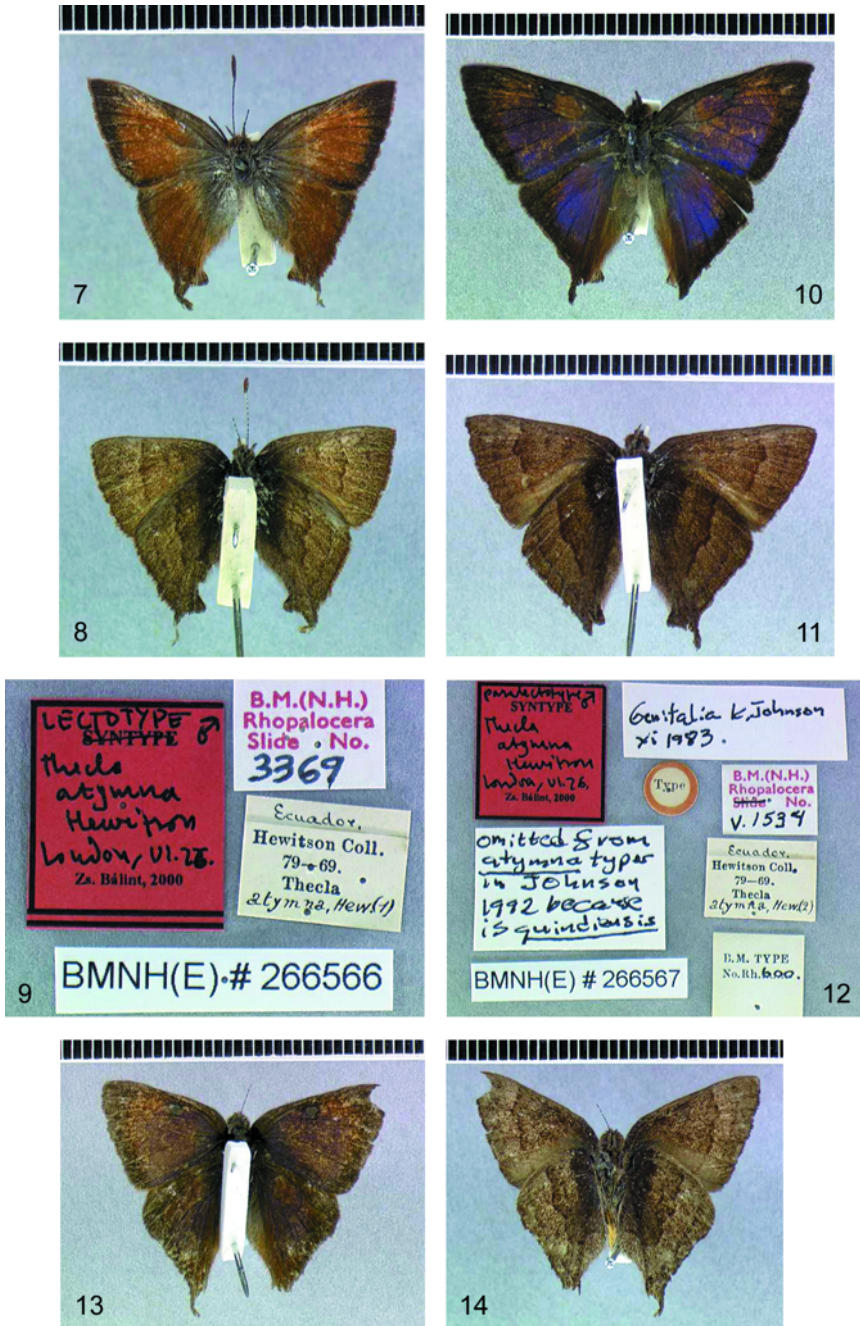 7
10
8
11
LECTOTYPE ♂
SYNTYPE
Thecla
atymna
Hewitson
London, VI.26.
Zs. Bálint, 2000
B.M.(N.H.)
Rhopalocera
Slide No.
3369
Ecuador.
Hewitson Coll.
79—69.
Thecla
atymna, Hew.(1)
BMNH(E) # 266566
9
paralectotype ♂
SYNTYPE
Thecla
atymna
Hewitson
London, VI.26.
Zs. Bálint, 2000
Genitalia K. Johnson
xi 1983.
Type
B.M.(N.H.)
Rhopalocera
Slide No.
V. 1534
omitted from
atymna types
in Johnson
1992 because
is quindiensis
Ecuador.
Hewitson Coll.
79—69.
Thecla
atymna, Hew.(2)
BMNH(E) # 266567
B.M. TYPE
No. Rh. 600.
12
13
14